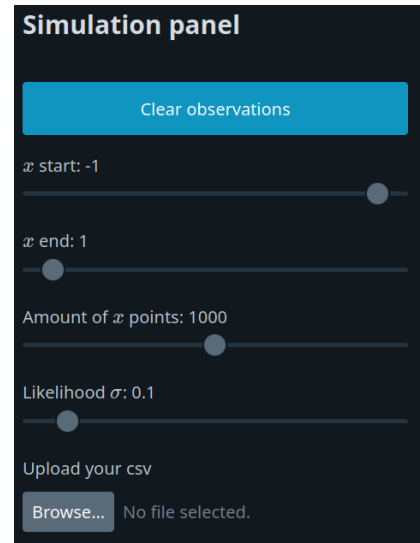 Simulation panel
Clear observations
x start: -1
x end: 1
Amount of x points: 1000
Likelihood σ: 0.1
Upload your csv
Browse... No file selected.